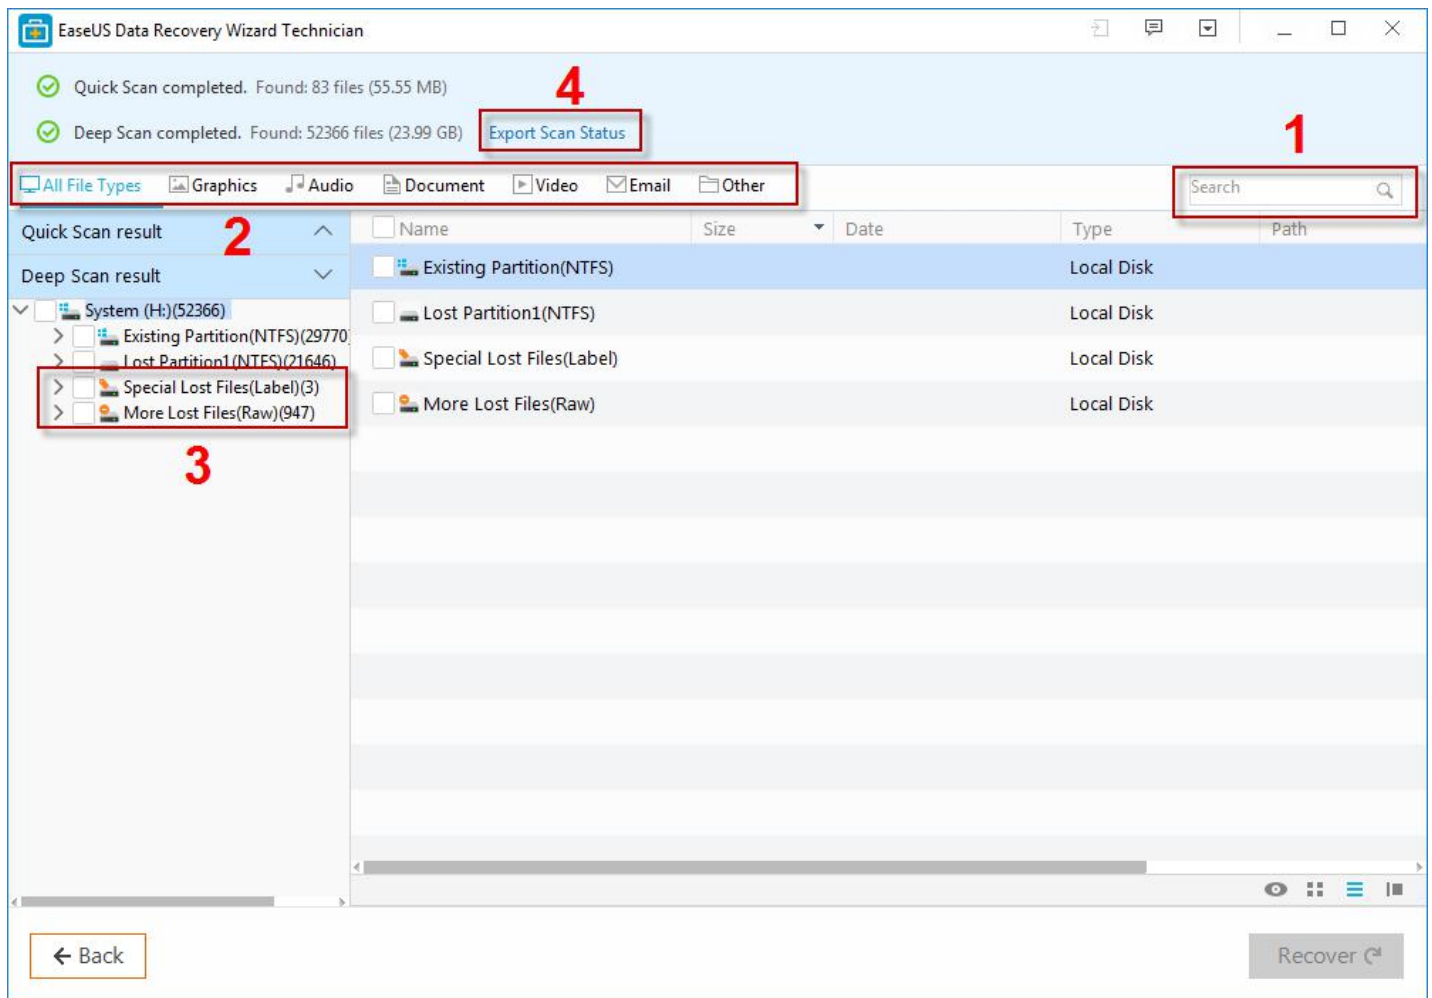 EaseUS Data Recovery Wizard Technician
Quick Scan completed. Found: 83 files (55.55 MB)
4
Deep Scan completed. Found: 52366 files (23.99 GB) Export Scan Status
1
All File Types Graphics Audio Document Video Email Other Search
Quick Scan result 2 Name Size Date Type Path
Deep Scan result
Existing Partition(NTFS) Local Disk
System (H:)(52366)
Existing Partition(NTFS)(29770)
Lost Partition1(NTFS)(21646)
Special Lost Files(Label)(3)
More Lost Files(Raw)(947)
3
Lost Partition1(NTFS) Local Disk
Special Lost Files(Label) Local Disk
More Lost Files(Raw) Local Disk
Back Recover